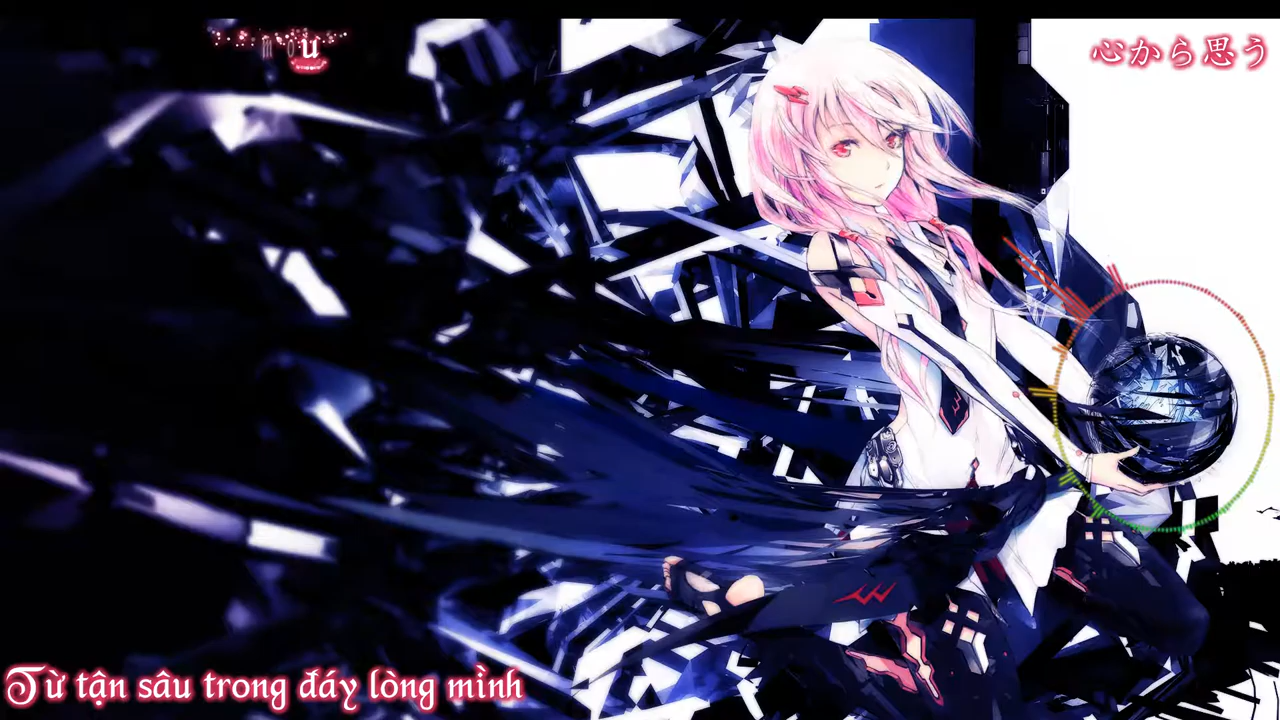 m o u
心から思う
Từ tận sâu trong đáy lòng mình